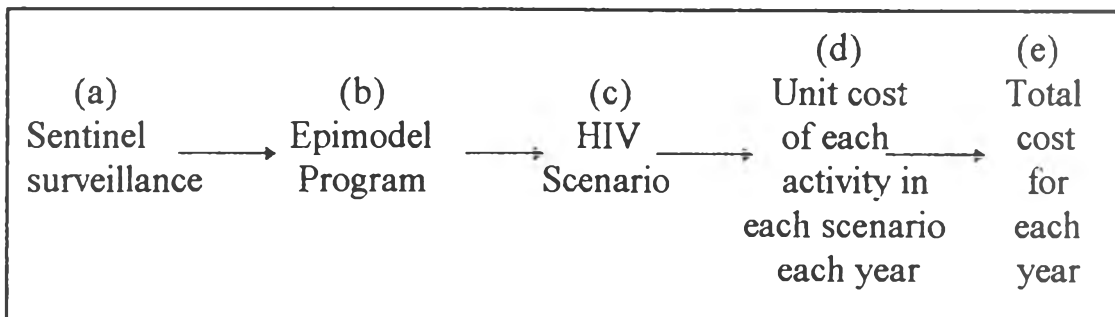 (a)
Sentinel
surveillance
(b)
Epimodel
Program
(c)
HIV
Scenario
(d)
Unit cost
of each
activity in
each scenario
each year
(e)
Total
cost
for
each
year